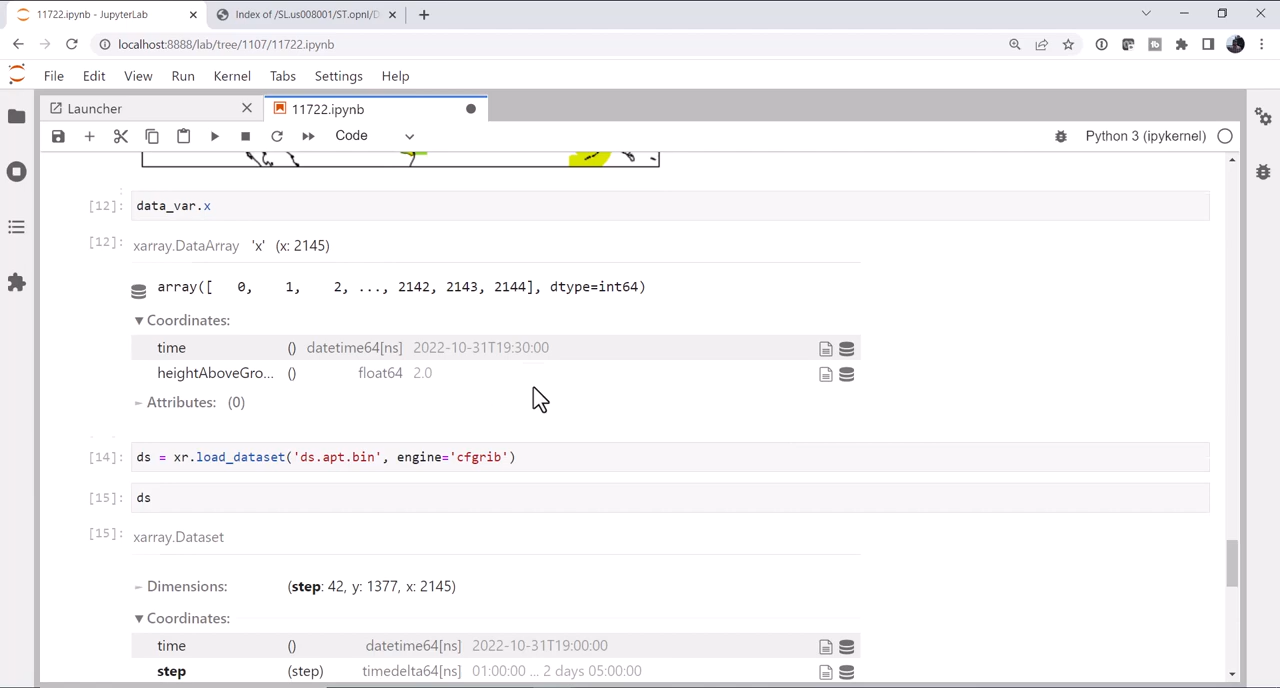 11722.ipynb - JupyterLab
Index of /SL.us008001/ST.opnl/D
localhost:8888/lab/tree/1107/11722.ipynb
File Edit View Run Kernel Tabs Settings Help
Launcher
11722.ipynb
Code
Python 3 (ipykernel)
[12]: data_var.x
[12]: xarray.DataArray 'x' (x: 2145)
array([ 0, 1, 2, ..., 2142, 2143, 2144], dtype=int64)
Coordinates:
time () datetime64[ns] 2022-10-31T19:30:00
heightAboveGro... () float64 2.0
Attributes: (0)
[14]: ds = xr.load_dataset('ds.apt.bin', engine='cfgrib')
[15]: ds
[15]: xarray.Dataset
Dimensions: (step: 42, y: 1377, x: 2145)
Coordinates:
time () datetime64[ns] 2022-10-31T19:00:00
step (step) timedelta64[ns] 01:00:00 ... 2 days 05:00:00